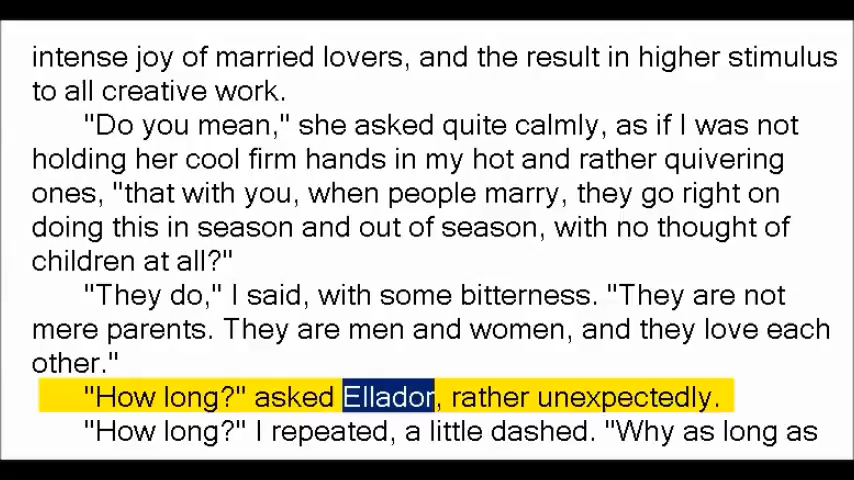 intense joy of married lovers, and the result in higher stimulus
to all creative work.
"Do you mean," she asked quite calmly, as if I was not
holding her cool firm hands in my hot and rather quivering
ones, "that with you, when people marry, they go right on
doing this in season and out of season, with no thought of
children at all?"
"They do," I said, with some bitterness. "They are not
mere parents. They are men and women, and they love each
other."
"How long?" asked Ellador, rather unexpectedly.
"How long?" I repeated, a little dashed. "Why as long as